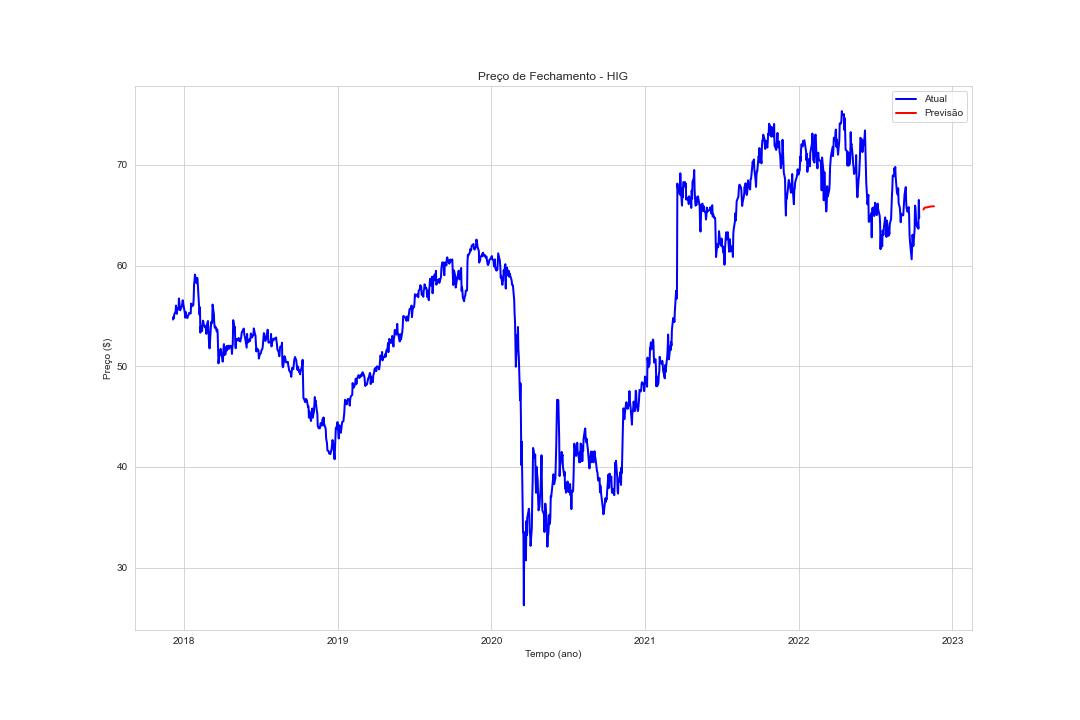 Preço de Fechamento - HIG
Atual
Previsão
70
60
50
40
30
Preço ($)
2018 2019 2020 2021 2022 2023
Tempo (ano)